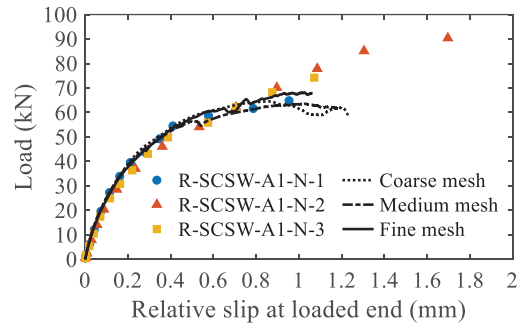 100
90
80
70
60
50
40
30
20
10
0
Load (kN)
R-SCSW-A1-N-1
R-SCSW-A1-N-2
R-SCSW-A1-N-3
Coarse mesh
Medium mesh
Fine mesh
0 0.2 0.4 0.6 0.8 1 1.2 1.4 1.6 1.8 2
Relative slip at loaded end (mm)